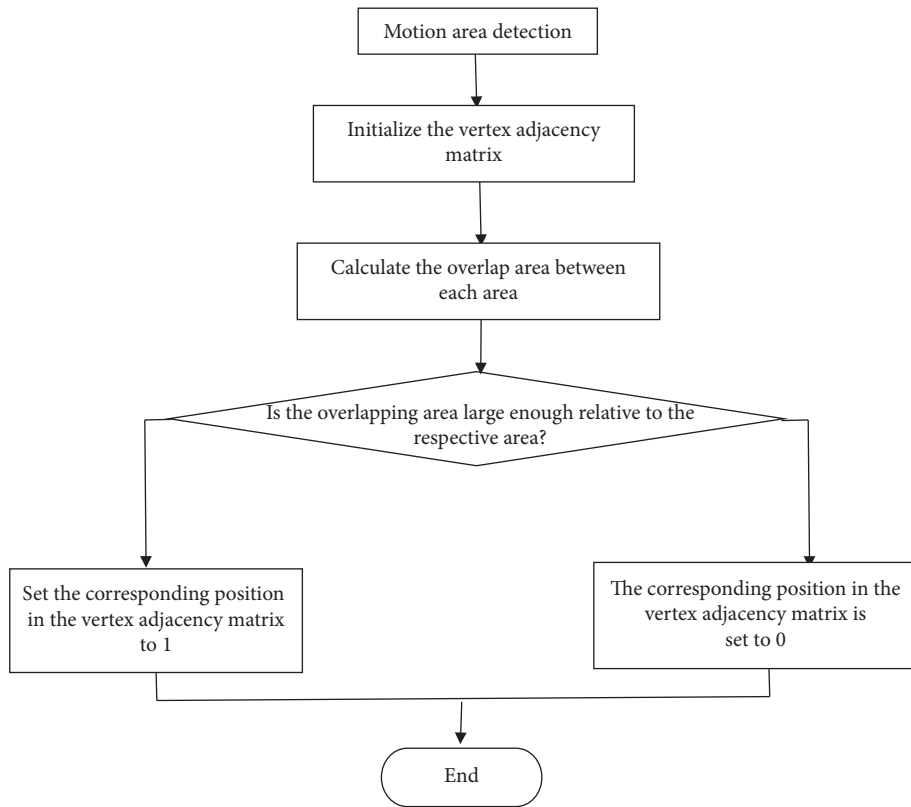 Motion area detection
Initialize the vertex adjacency
matrix
Calculate the overlap area between
each area
Is the overlapping area large enough relative to the
respective area?
Set the corresponding position
in the vertex adjacency matrix
to 1
The corresponding position in the
vertex adjacency matrix is
set to 0
End